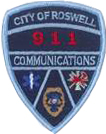 CITY OF ROSWELL
911
COMMUNICATIONS